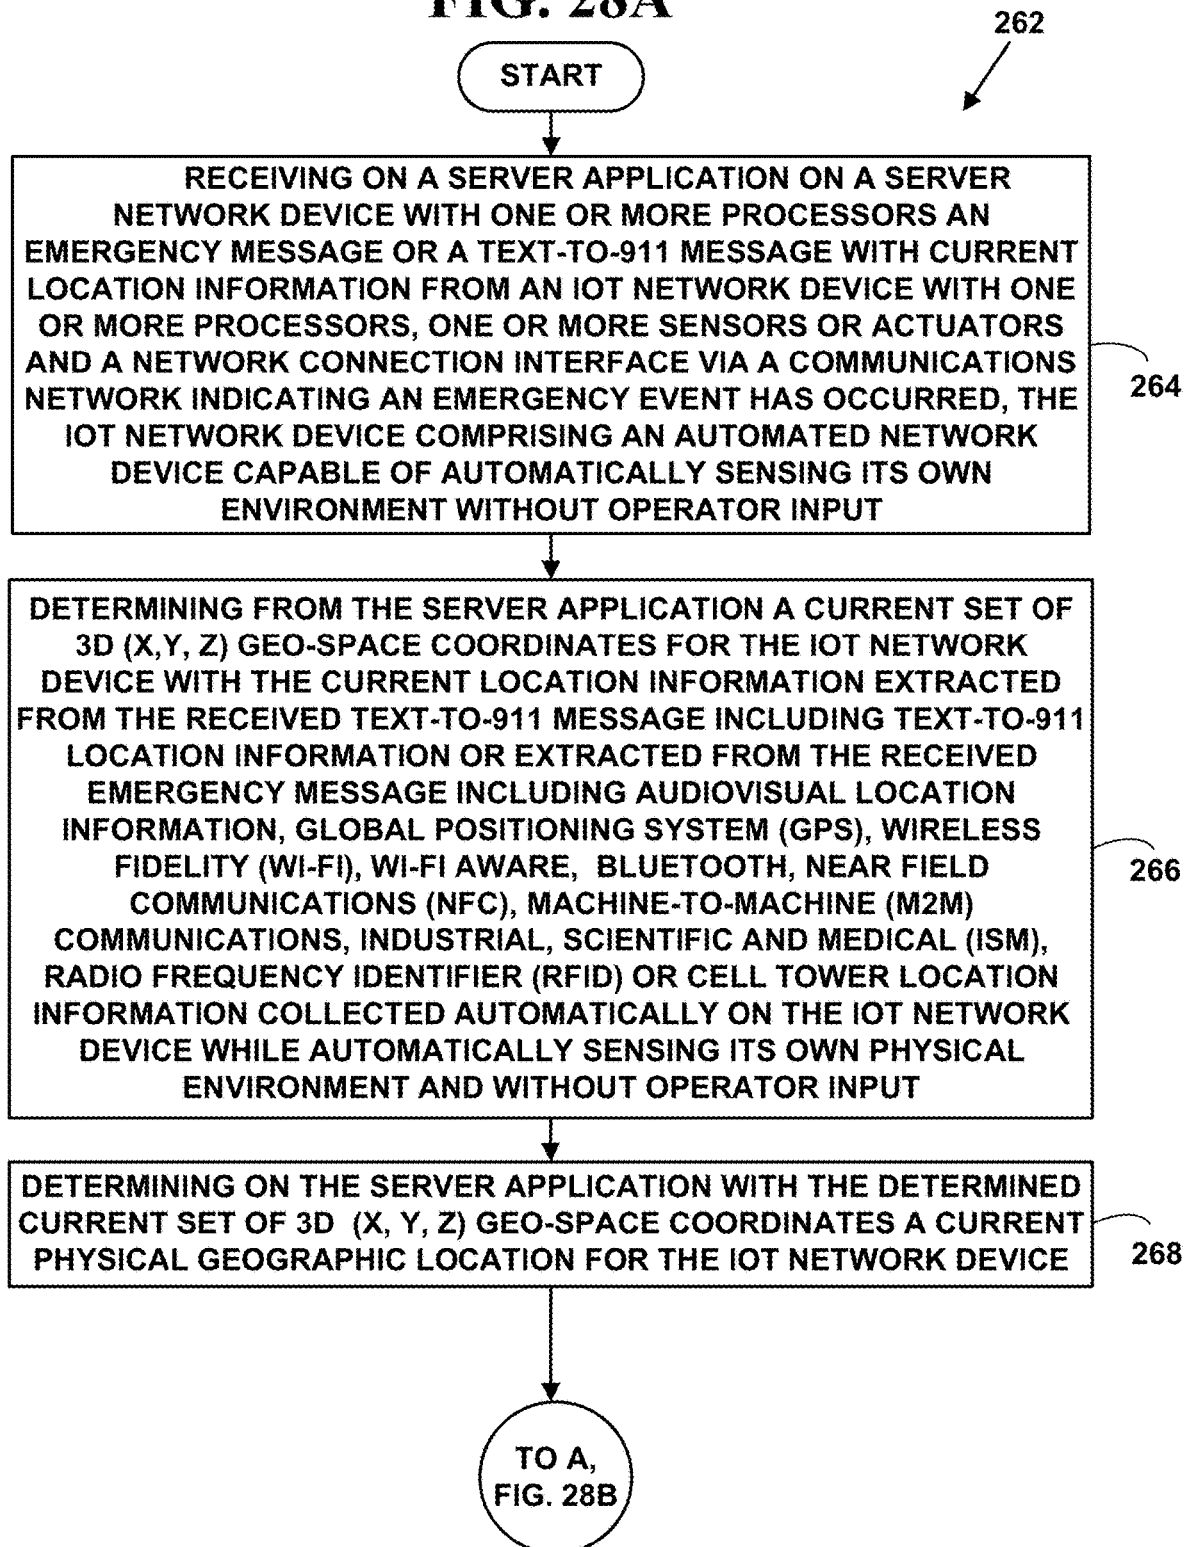 FIG. 28A
262
START
RECEIVING ON A SERVER APPLICATION ON A SERVER
NETWORK DEVICE WITH ONE OR MORE PROCESSORS AN
EMERGENCY MESSAGE OR A TEXT-TO-911 MESSAGE WITH CURRENT
LOCATION INFORMATION FROM AN IOT NETWORK DEVICE WITH ONE
OR MORE PROCESSORS, ONE OR MORE SENSORS OR ACTUATORS
AND A NETWORK CONNECTION INTERFACE VIA A COMMUNICATIONS
NETWORK INDICATING AN EMERGENCY EVENT HAS OCCURRED, THE
IOT NETWORK DEVICE COMPRISING AN AUTOMATED NETWORK
DEVICE CAPABLE OF AUTOMATICALLY SENSING ITS OWN
ENVIRONMENT WITHOUT OPERATOR INPUT
264
DETERMINING FROM THE SERVER APPLICATION A CURRENT SET OF
3D (X,Y, Z) GEO-SPACE COORDINATES FOR THE IOT NETWORK
DEVICE WITH THE CURRENT LOCATION INFORMATION EXTRACTED
FROM THE RECEIVED TEXT-TO-911 MESSAGE INCLUDING TEXT-TO-911
LOCATION INFORMATION OR EXTRACTED FROM THE RECEIVED
EMERGENCY MESSAGE INCLUDING AUDIOVISUAL LOCATION
INFORMATION, GLOBAL POSITIONING SYSTEM (GPS), WIRELESS
FIDELITY (WI-FI), WI-FI AWARE, BLUETOOTH, NEAR FIELD
COMMUNICATIONS (NFC), MACHINE-TO-MACHINE (M2M)
COMMUNICATIONS, INDUSTRIAL, SCIENTIFIC AND MEDICAL (ISM),
RADIO FREQUENCY IDENTIFIER (RFID) OR CELL TOWER LOCATION
INFORMATION COLLECTED AUTOMATICALLY ON THE IOT NETWORK
DEVICE WHILE AUTOMATICALLY SENSING ITS OWN PHYSICAL
ENVIRONMENT AND WITHOUT OPERATOR INPUT
266
DETERMINING ON THE SERVER APPLICATION WITH THE DETERMINED
CURRENT SET OF 3D (X, Y, Z) GEO-SPACE COORDINATES A CURRENT
PHYSICAL GEOGRAPHIC LOCATION FOR THE IOT NETWORK DEVICE
268
TO A,
FIG. 28B